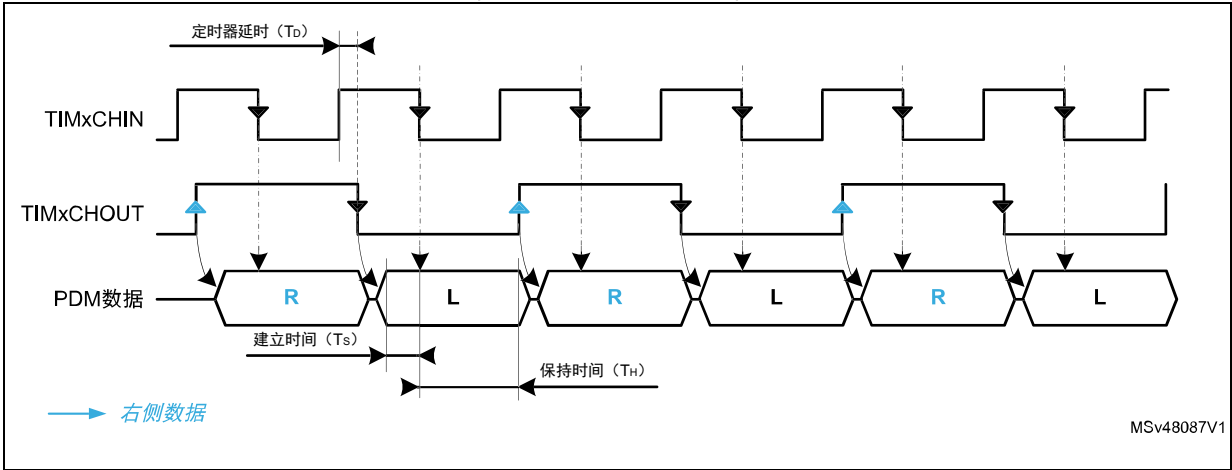 定时器延时（TD）
TIMxCHIN
TIMxCHOUT
PDM数据
R
L
R
L
R
L
建立时间（TS）
保持时间（TH）
右侧数据
MSv48087V1